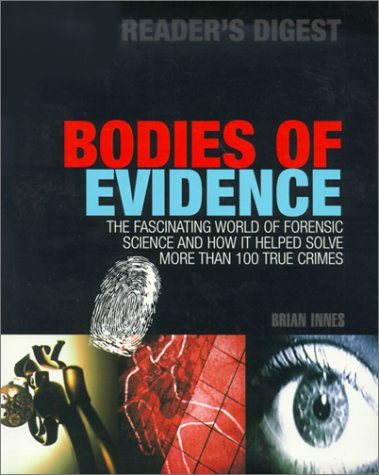 READER'S DIGEST
BODIES OF
EVIDENCE
THE FASCINATING WORLD OF FORENSIC
SCIENCE AND HOW IT HELPED SOLVE
MORE THAN 100 TRUE CRIMES
BRIAN INNES